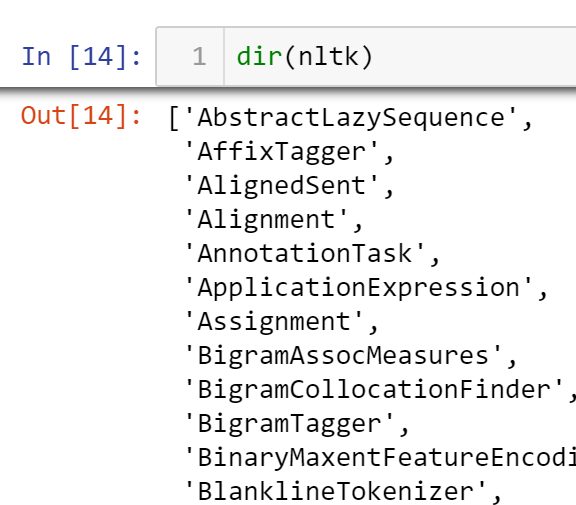 In [14]: 1 dir(nltk)
Out[14]: ['AbstractLazySequence',
'AffixTagger',
'AlignedSent',
'Alignment',
'AnnotationTask',
'ApplicationExpression',
'Assignment',
'BigramAssocMeasures',
'BigramCollocationFinder',
'BigramTagger',
'BinaryMaxentFeatureEncodi
'BlanklineTokenizer',